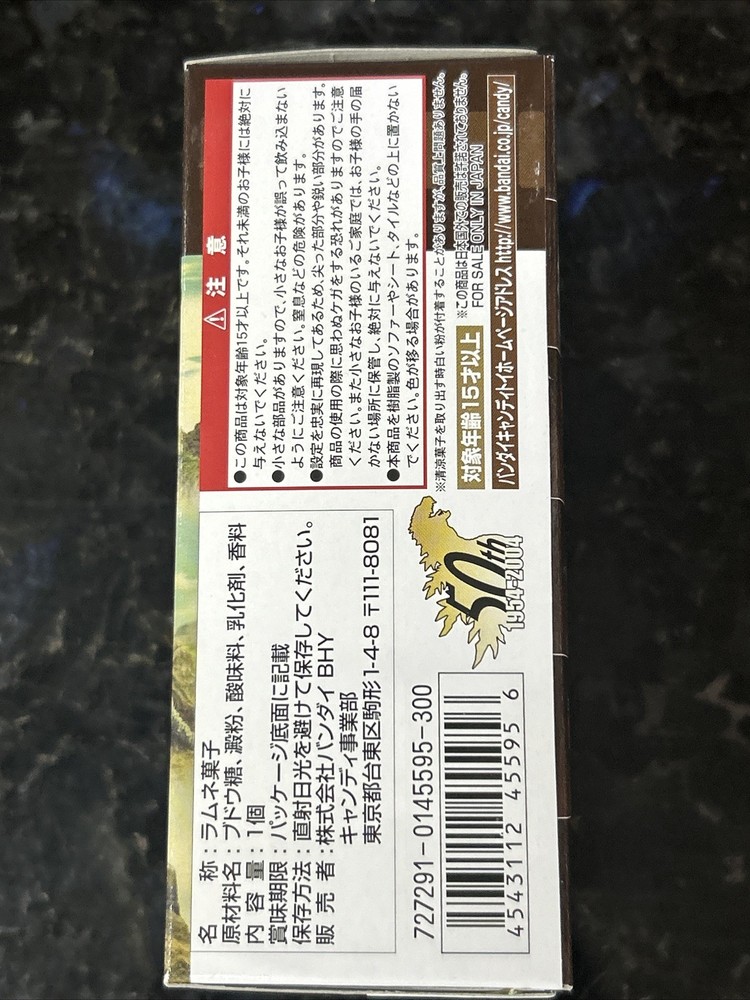 ⚠ 注 意
●この商品は対象年齢15才以上です。それ未満のお子様には絶対に
与えないでください。
●小さな部品がありますので、小さなお子様が誤って飲み込まない
ようにご注意ください。窒息などの危険があります。
●設定を忠実に再現してあるため、尖った部分や鋭い部分があります。
商品の使用の際に思わぬケガをする恐れがありますのでご注意
ください。また小さなお子様のいるご家庭では、お子様の手の届
かない場所に保管し、絶対に与えないでください。
●本商品を樹脂製のソファーやシート、タイルなどの上に置かない
でください。色が移る場合があります。
※清涼菓子を取り出す時白い粉が付着することがありますが、品質上問題ありません。
対象年齢15才以上
※この商品は日本国外での販売は許諾されておりません。
FOR SALE ONLY IN JAPAN
バンダイキャンディトイホームページアドレス http://www.bandai.co.jp/candy/
名 称:ラムネ菓子
原材料名:ブドウ糖、澱粉、酸味料、乳化剤、香料
内 容 量:1個
賞味期限:パッケージ底面に記載
保存方法:直射日光を避けて保存してください。
販 売 者:株式会社バンダイ BHY
キャンディ事業部
東京都台東区駒形1-4-8 〒111-8081
50th
1954-2004
727291-0145595-300
4543112 45595 6